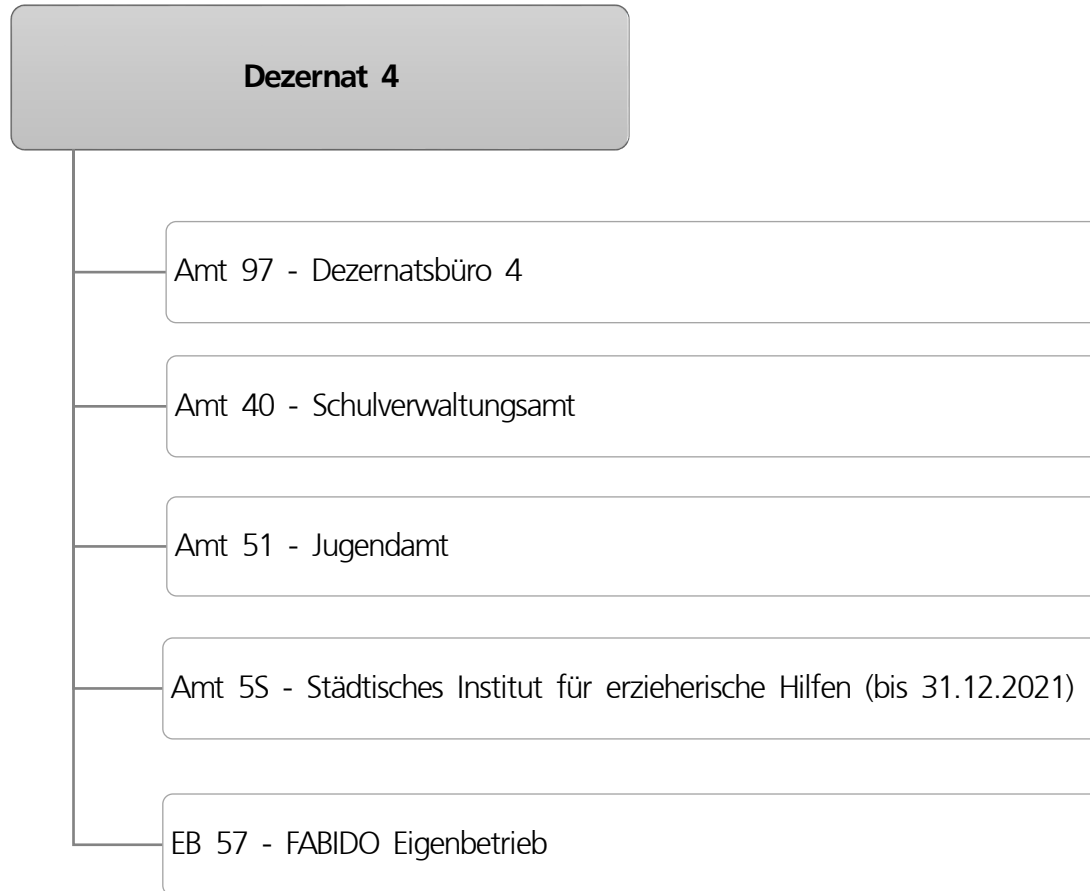 Dezernat 4
Amt 97 - Dezernatsbüro 4
Amt 40 - Schulverwaltungsamt
Amt 51 - Jugendamt
Amt 5S - Städtisches Institut für erzieherische Hilfen (bis 31.12.2021)
EB 57 - FABIDO Eigenbetrieb